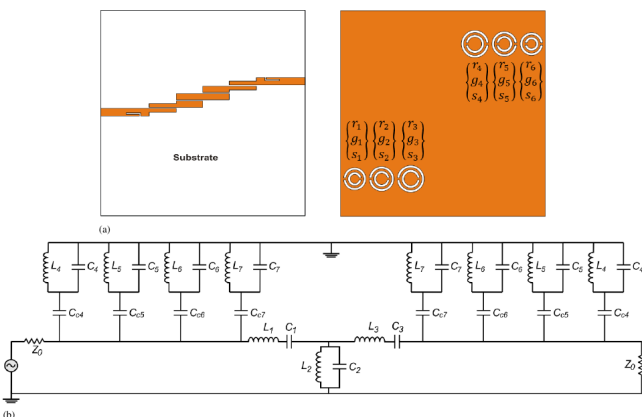 Substrate
(a)
r4 r5 r6
g4 g5 g6
s4 s5 s6
r1 r2 r3
g1 g2 g3
s1 s2 s3
L4 C4 L5 C5 L6 C6 L7 C7 L7 C7 L6 C6 L5 C5 L4 C4
Cc4 Cc5 Cc6 Cc7 Cc7 Cc6 Cc5 Cc4
L1 C1 L3 C3
Z0 L2 C2 Z0
(b)